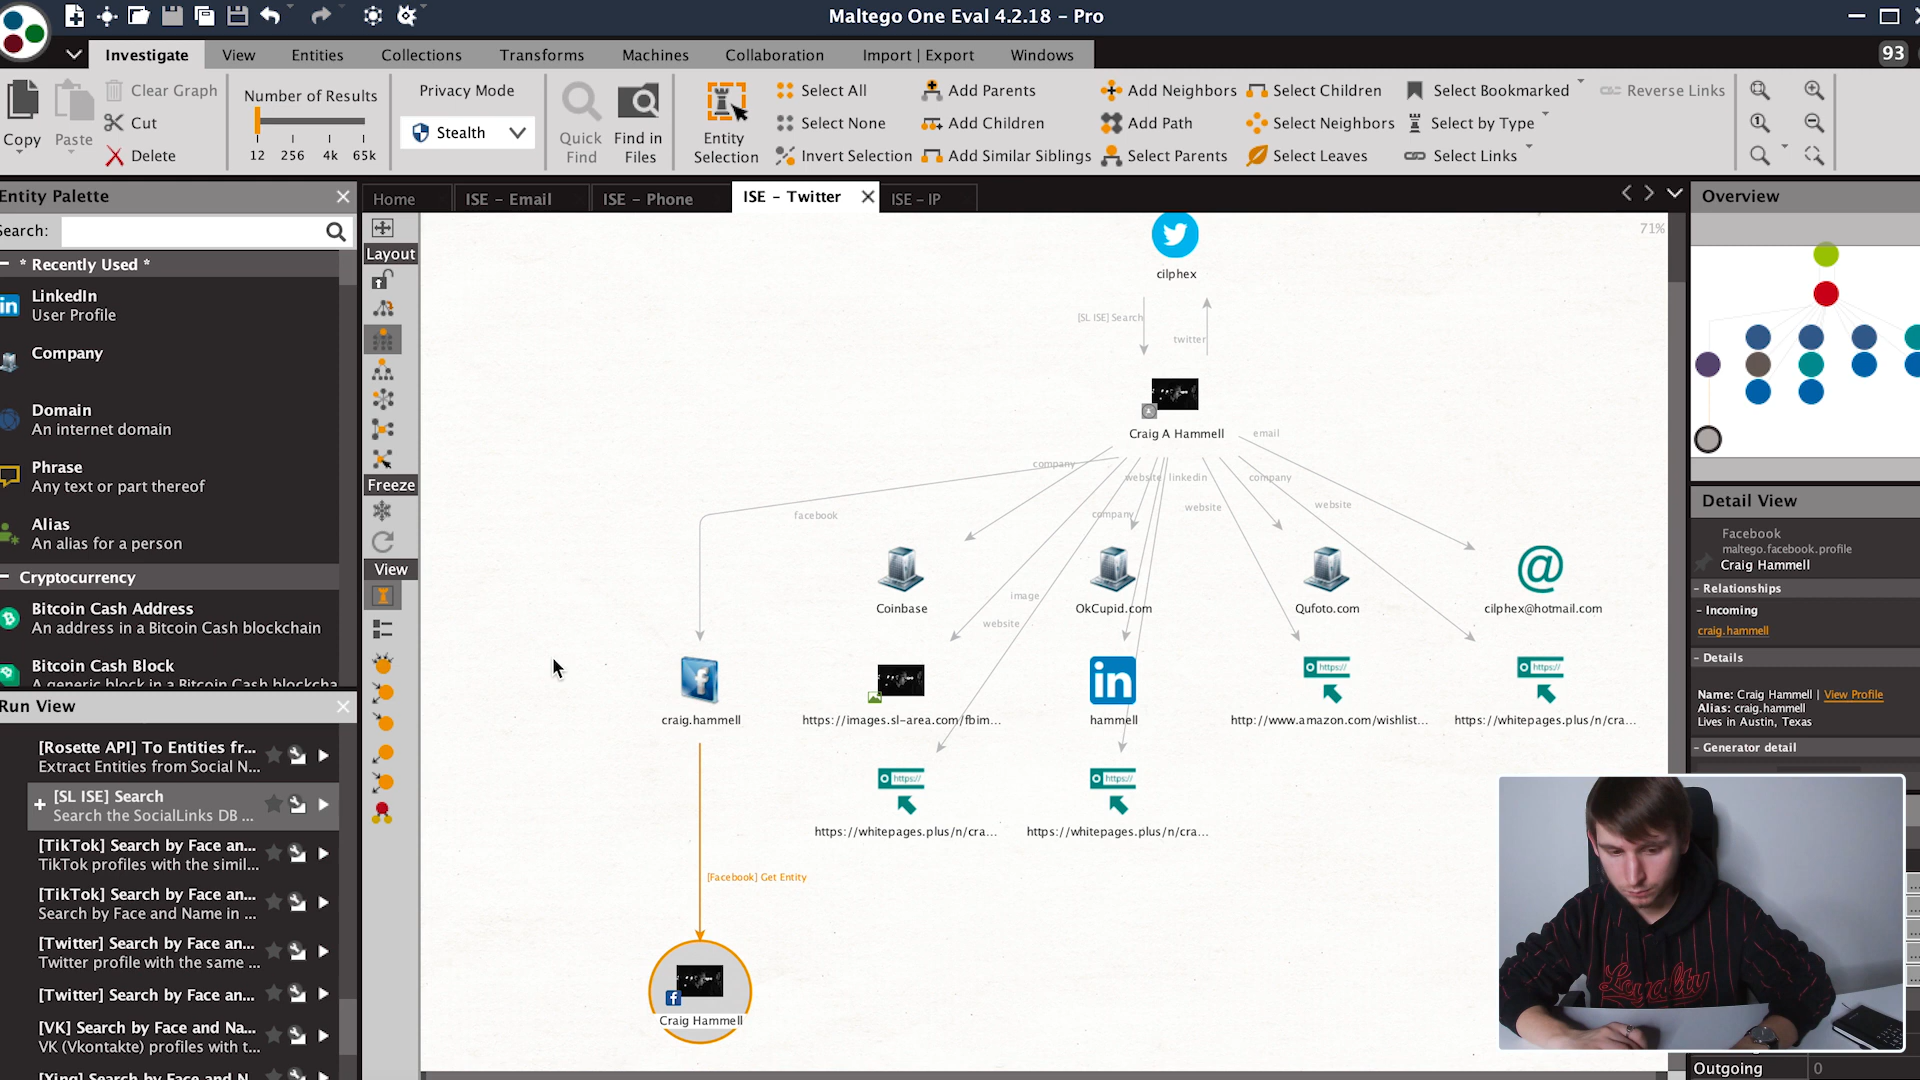 Maltego One Eval 4.2.18 - Pro
Investigate View Entities Collections Transforms Machines Collaboration Import | Export Windows 93
Copy
Paste
Clear Graph
Cut
Delete
Number of Results
12 256 4k 65k
Privacy Mode
Stealth
Quick
Find
Find in
Files
Entity
Selection
Select All
Select None
Invert Selection
Add Parents
Add Children
Add Similar Siblings
Add Neighbors
Add Path
Select Parents
Select Children
Select Neighbors
Select Leaves
Select Bookmarked
Select by Type
Select Links
Reverse Links
Entity Palette
Search:
* Recently Used *
LinkedIn
User Profile
Company
Domain
An internet domain
Phrase
Any text or part thereof
Alias
An alias for a person
Cryptocurrency
Bitcoin Cash Address
An address in a Bitcoin Cash blockchain
Bitcoin Cash Block
A generic block in a Bitcoin Cash blockcha
Run View
[Rosette API] To Entities fr...
Extract Entities from Social N...
[SL ISE] Search
Search the SocialLinks DB ...
[TikTok] Search by Face an...
TikTok profiles with the simil...
[TikTok] Search by Face an...
Search by Face and Name in ...
[Twitter] Search by Face an...
Twitter profile with the same ...
[Twitter] Search by Face an...
[VK] Search by Face and Na...
VK (Vkontakte) profiles with t...
[Xing] Search by Face and N
Home ISE - Email ISE - Phone ISE - Twitter ISE - IP
Layout
Freeze
View
71%
cilphex
[SL ISE] Search
twitter
Craig A Hammell
email
company
website
linkedin
company
website
company
website
facebook
image
website
Coinbase
OkCupid.com
Qufoto.com
cilphex@hotmail.com
craig.hammell
https://images.sl-area.com/fbim...
hammell
http://www.amazon.com/wishlist...
https://whitepages.plus/n/cra...
https://
https://
https://
https://
https://whitepages.plus/n/cra...
https://whitepages.plus/n/cra...
[Facebook] Get Entity
Craig Hammell
Overview
Detail View
Facebook
maltego.facebook.profile
Craig Hammell
- Relationships
- Incoming
craig.hammell
- Details
Name: Craig Hammell | View Profile
Alias: craig.hammell
Lives in Austin, Texas
- Generator detail
Loyalty
Outgoing 0